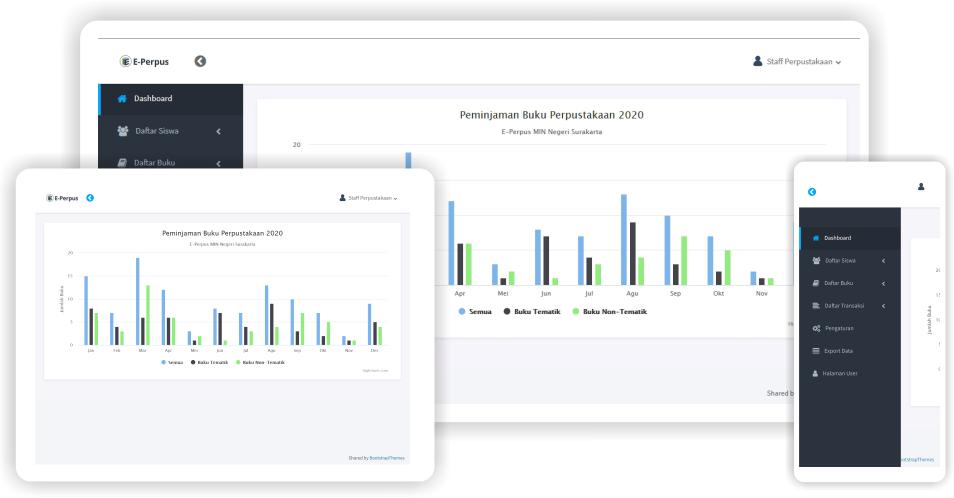 E-Perpus
Staff Perpustakaan
Dashboard
Daftar Siswa
Daftar Buku
Peminjaman Buku Perpustakaan 2020
E-Perpus MIN Negeri Surakarta
20
Apr Mei Jun Jul Agu Sep Okt Nov
Semua Buku Tematik Buku Non-Tematik
Shared b
E-Perpus
Staff Perpustakaan
Peminjaman Buku Perpustakaan 2020
E-Perpus MIN Negeri Surakarta
Jumlah Buku
20
15
10
5
0
Jan Feb Mar Apr Mei Jun Jul Agu Sep Okt Nov Des
Semua Buku Tematik Buku Non-Tematik
Highcharts.com
Shared by BootstrapThemes
Dashboard
Daftar Siswa
Daftar Buku
Daftar Transaksi
Pengaturan
Export Data
Halaman User
Jumlah Buku
ootstrapThemes